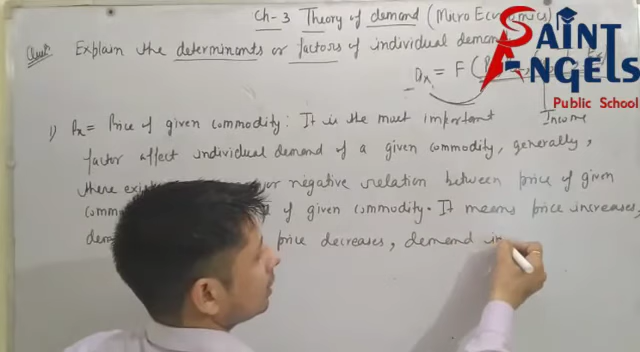 Ch-3 Theory of demand (Micro Economics)
Ques: Explain the determinants or factors of individual demand
Dx = F (P
Income
1) Px = Price of given commodity: It is the most important
factor affect individual demand of a given commodity, generally,
there negative relation between price of given
of given commodity. It means price increases,
price decreases, demand in
SAINT
ANGELS
Public School